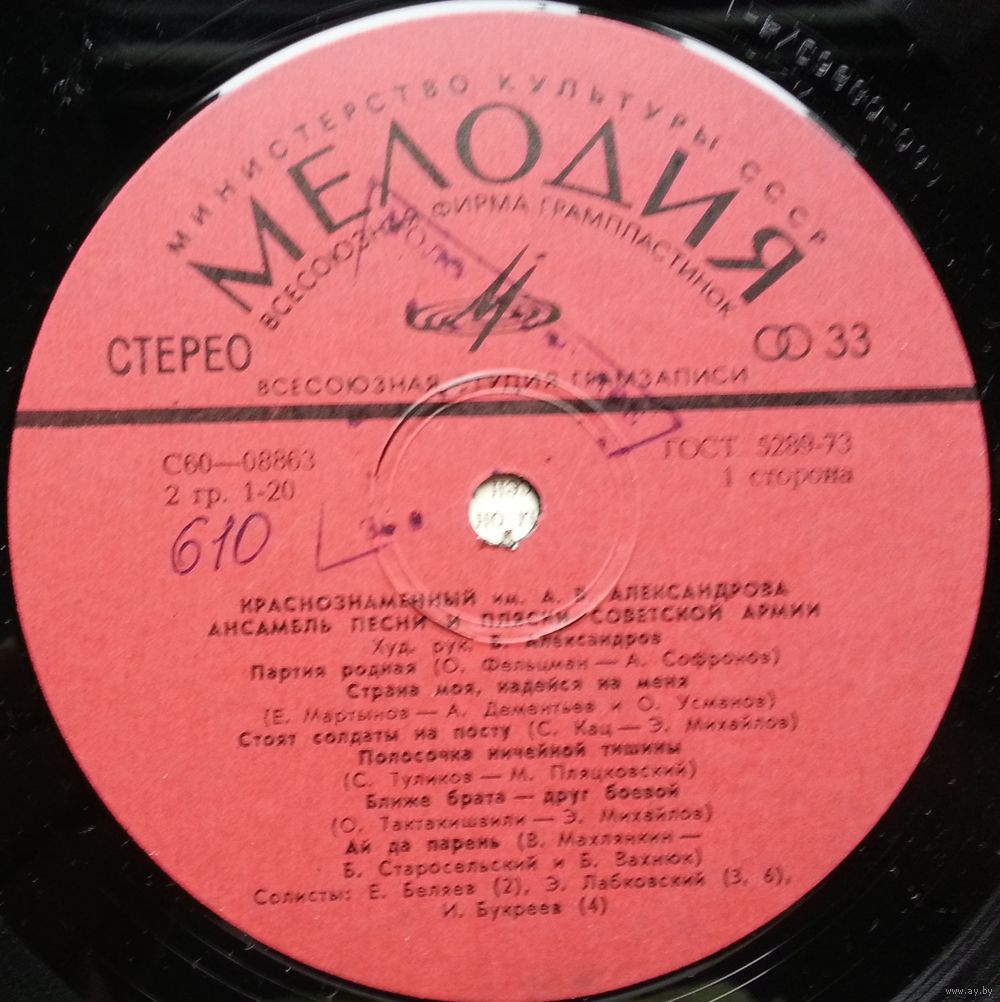 МИНИСТЕРСТВО КУЛЬТУРЫ СССР
МЕЛОДИЯ
ВСЕСОЮЗНАЯ ФИРМА ГРАМПЛАСТИНОК
СТЕРЕО
33
ВСЕСОЮЗНАЯ СТУДИЯ ГРАМЗАПИСИ
С60—08863
ГОСТ 5289-73
2 гр. 1-20
1 сторона
610
КРАСНОЗНАМЕННЫЙ им. А. В. АЛЕКСАНДРОВА
АНСАМБЛЬ ПЕСНИ И ПЛЯСКИ СОВЕТСКОЙ АРМИИ
Худ. рук. Б. Александров
Партия родная (О. Фельцман — А. Софронов)
Страна моя, надейся на меня
(Е. Мартынов — А. Дементьев и О. Усманов)
Стоят солдаты на посту (С. Кац — Э. Михайлов)
Полосочка ничейной тишины
(С. Туликов — М. Пляцковский)
Ближе брата — друг боевой
(О. Тактакишвили — Э. Михайлов)
Ай да парень (В. Махлянкин —
Б. Старосельский и Б. Вахнюк)
Солисты: Е. Беляев (2), Э. Лабковский (3, 6),
И. Букреев (4)
www.ay.by